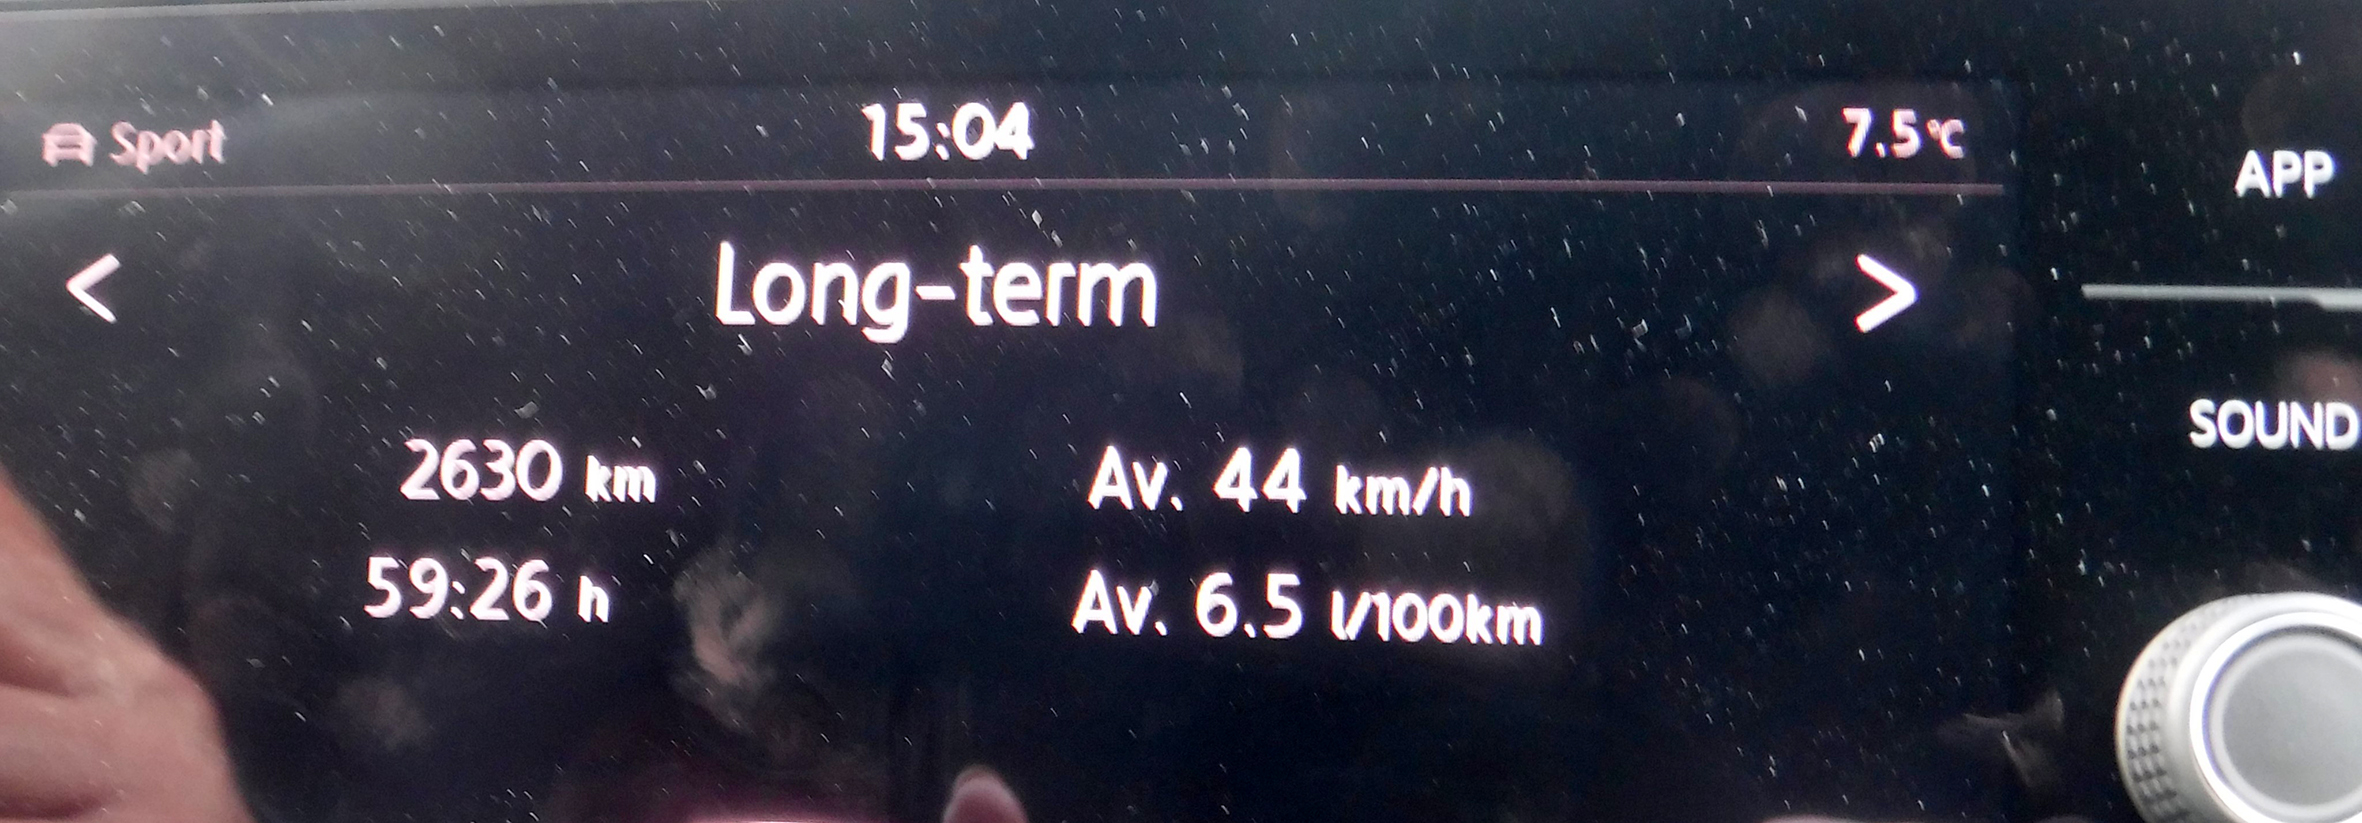 Sport 15:04 7.5 °C
APP
< Long-term >
SOUND
2630 km Av. 44 km/h
59:26 h Av. 6.5 l/100km